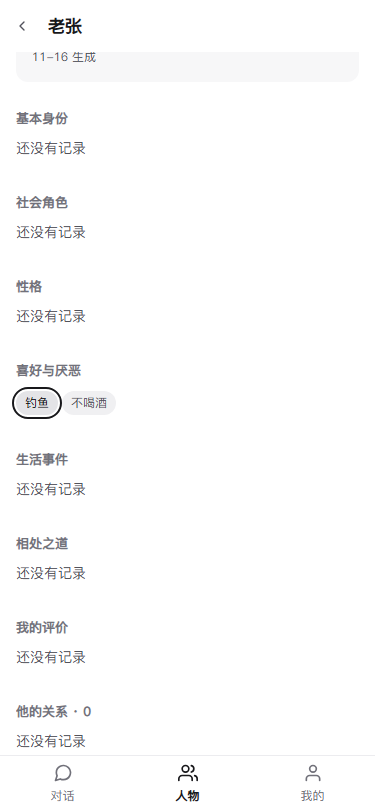 老张
11-16 生成
基本身份
还没有记录
社会角色
还没有记录
性格
还没有记录
喜好与厌恶
钓鱼 不喝酒
生活事件
还没有记录
相处之道
还没有记录
我的评价
还没有记录
他的关系 · 0
还没有记录
对话 人物 我的